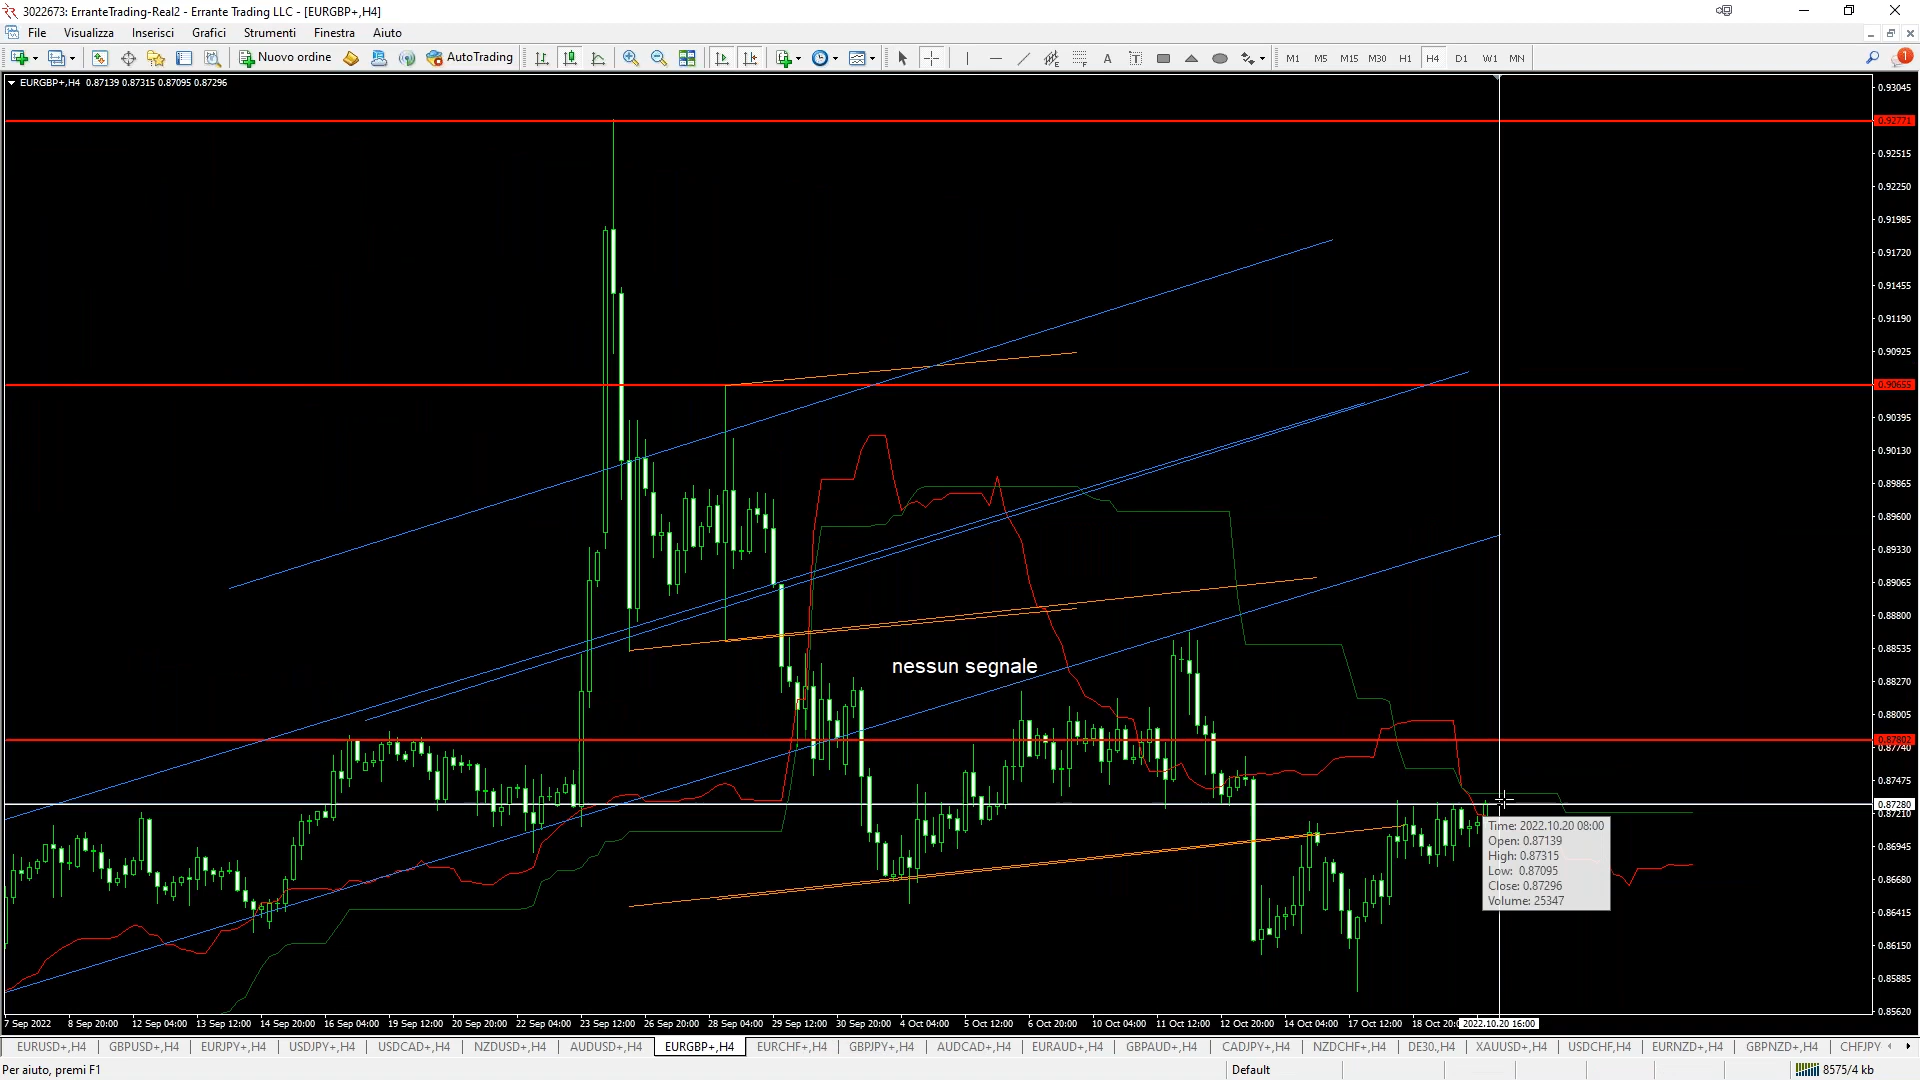 3022673: ErranteTrading-Real2 - Errante Trading LLC - [EURGBP+,H4]
File Visualizza Inserisci Grafici Strumenti Finestra Aiuto
Nuovo ordine AutoTrading A T M1 M5 M15 M30 H1 H4 D1 W1 MN 1
EURGBP+,H4 0.87139 0.87315 0.87095 0.87296
0.93045
0.92771
0.92515
0.92250
0.91985
0.91720
0.91455
0.91190
0.90925
0.90655
0.90395
0.90130
0.89865
0.89600
0.89330
0.89065
0.88800
0.88535
nessun segnale
0.88270
0.88005
0.87802
0.87740
0.87475
0.87280
0.87210
Time: 2022.10.20 08:00
Open: 0.87139
High: 0.87315
Low: 0.87095
Close: 0.87296
Volume: 25347
0.86945
0.86680
0.86415
0.86150
0.85885
0.85620
7 Sep 2022 8 Sep 20:00 12 Sep 04:00 13 Sep 12:00 14 Sep 20:00 16 Sep 04:00 19 Sep 12:00 20 Sep 20:00 22 Sep 04:00 23 Sep 12:00 26 Sep 20:00 28 Sep 04:00 29 Sep 12:00 30 Sep 20:00 4 Oct 04:00 5 Oct 12:00 6 Oct 20:00 10 Oct 04:00 11 Oct 12:00 12 Oct 20:00 14 Oct 04:00 17 Oct 12:00 18 Oct 20:0 2022.10.20 16:00
EURUSD+,H4 GBPUSD+,H4 EURJPY+,H4 USDJPY+,H4 USDCAD+,H4 NZDUSD+,H4 AUDUSD+,H4 EURGBP+,H4 EURCHF+,H4 GBPJPY+,H4 AUDCAD+,H4 EURAUD+,H4 GBPAUD+,H4 CADJPY+,H4 NZDCHF+,H4 DE30.,H4 XAUUSD+,H4 USDCHF,H4 EURNZD+,H4 GBPNZD+,H4 CHFJPY
Per aiuto, premi F1 Default 8575/4 kb